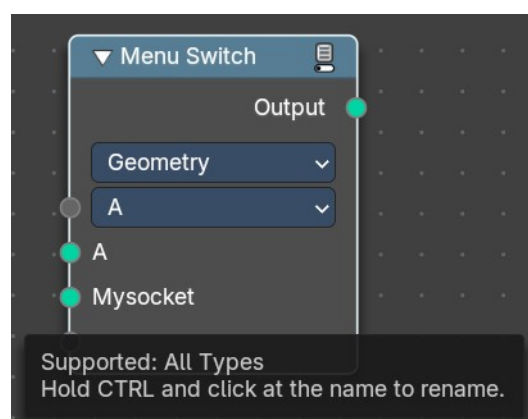 Menu Switch
Output
Geometry
A
A
Mysocket
Supported: All Types
Hold CTRL and click at the name to rename.